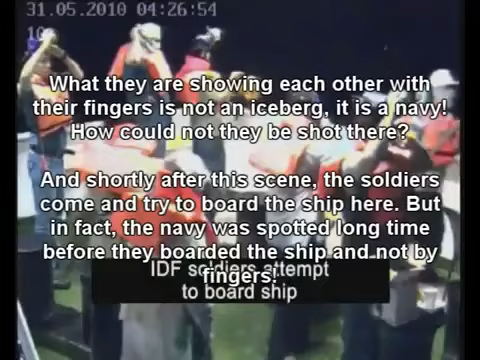 31.05.2010 04:26:54
What they are showing each other with
their fingers is not an iceberg, it is a navy!
How could not they be shot there?
And shortly after this scene, the soldiers
come and try to board the ship here. But
in fact, the navy was spotted long time
before they boarded the ship and not by
fingers!
IDF soldiers attempt
to board ship